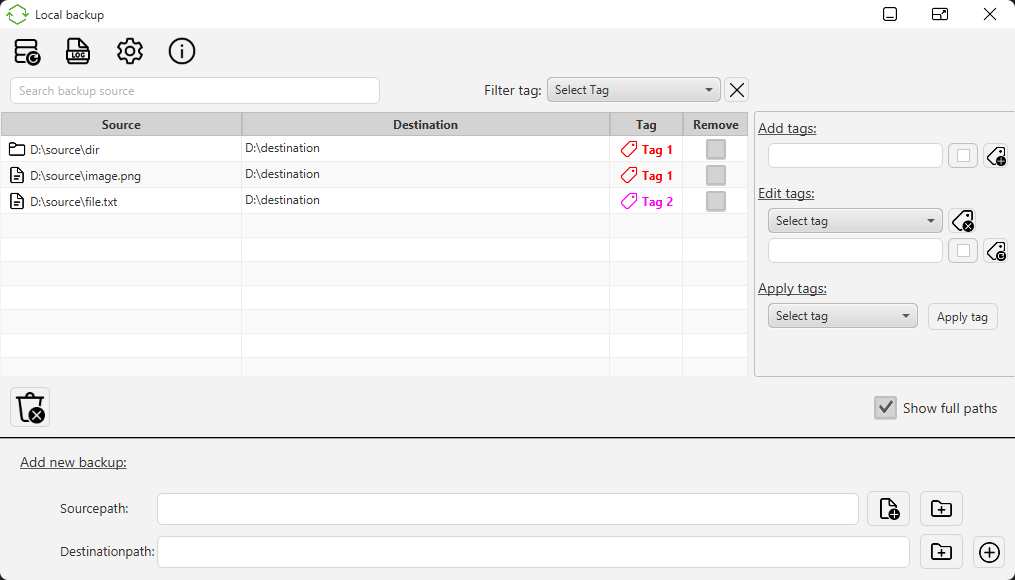 Local backup
LOG
Search backup source
Filter tag: Select Tag
Source Destination Tag Remove
D:\source\dir D:\destination Tag 1
D:\source\image.png D:\destination Tag 1
D:\source\file.txt D:\destination Tag 2
Add tags:
Edit tags:
Select tag
Apply tags:
Select tag Apply tag
Show full paths
Add new backup:
Sourcepath:
Destinationpath: